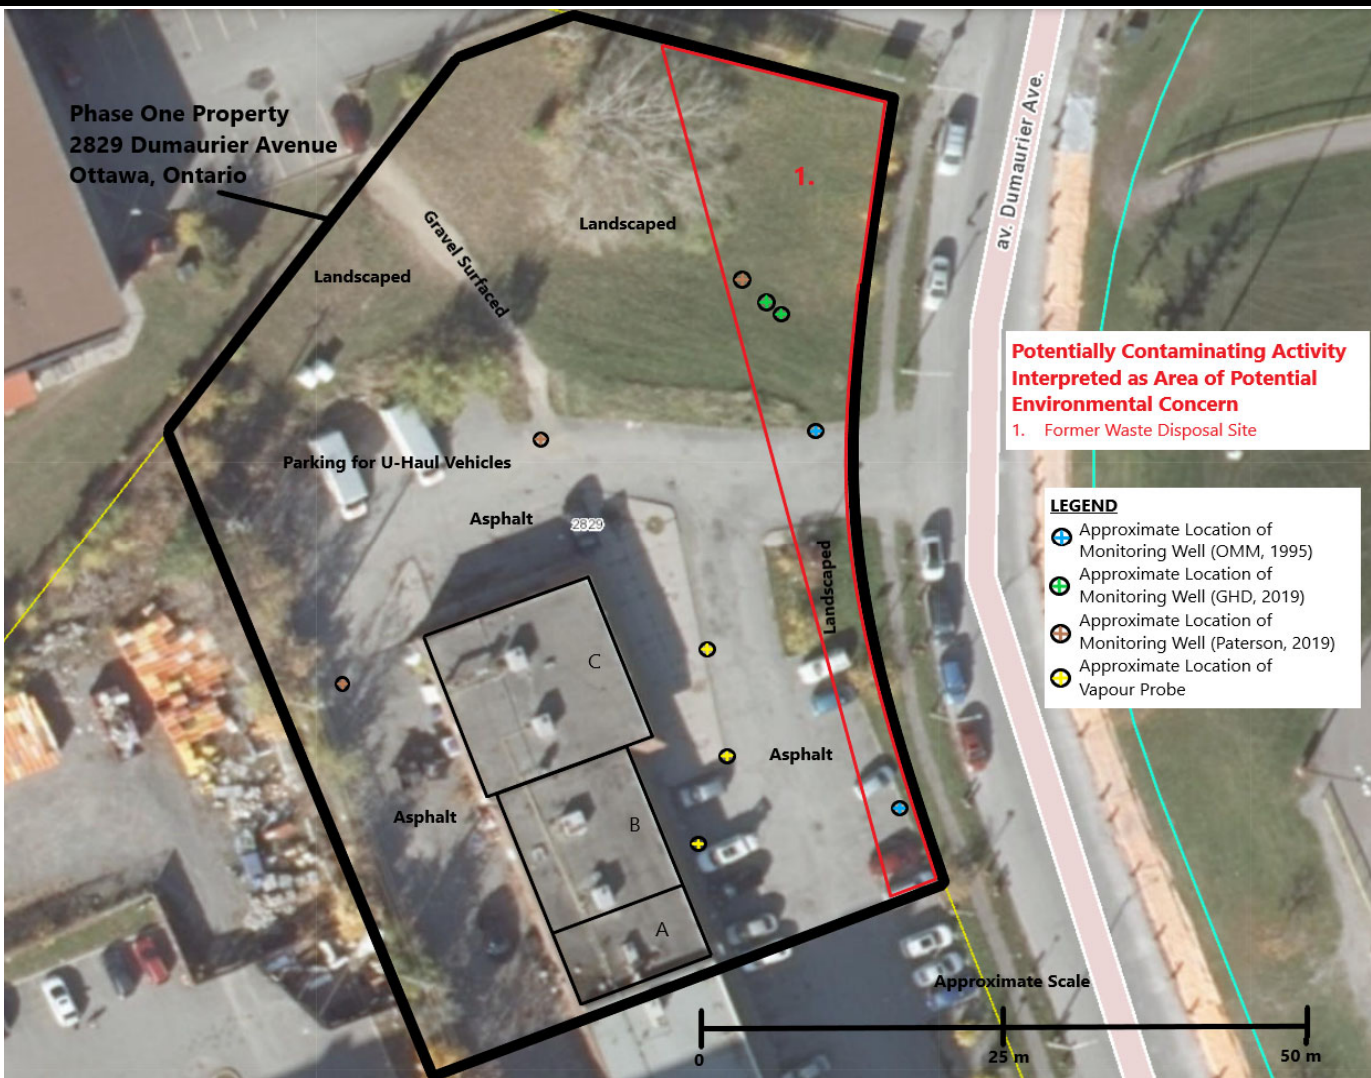 Phase One Property
2829 Dumaurier Avenue
Ottawa, Ontario
1.
av. Dumaurier Ave.
Landscaped
Gravel Surfaced
Landscaped
Potentially Contaminating Activity
Interpreted as Area of Potential
Environmental Concern
1. Former Waste Disposal Site
Parking for U-Haul Vehicles
Asphalt
2829
Landscaped
LEGEND
Approximate Location of
Monitoring Well (OMM, 1995)
Approximate Location of
Monitoring Well (GHD, 2019)
Approximate Location of
Monitoring Well (Paterson, 2019)
Approximate Location of
Vapour Probe
C
Asphalt
B
Asphalt
A
Approximate Scale
0
25 m
50 m